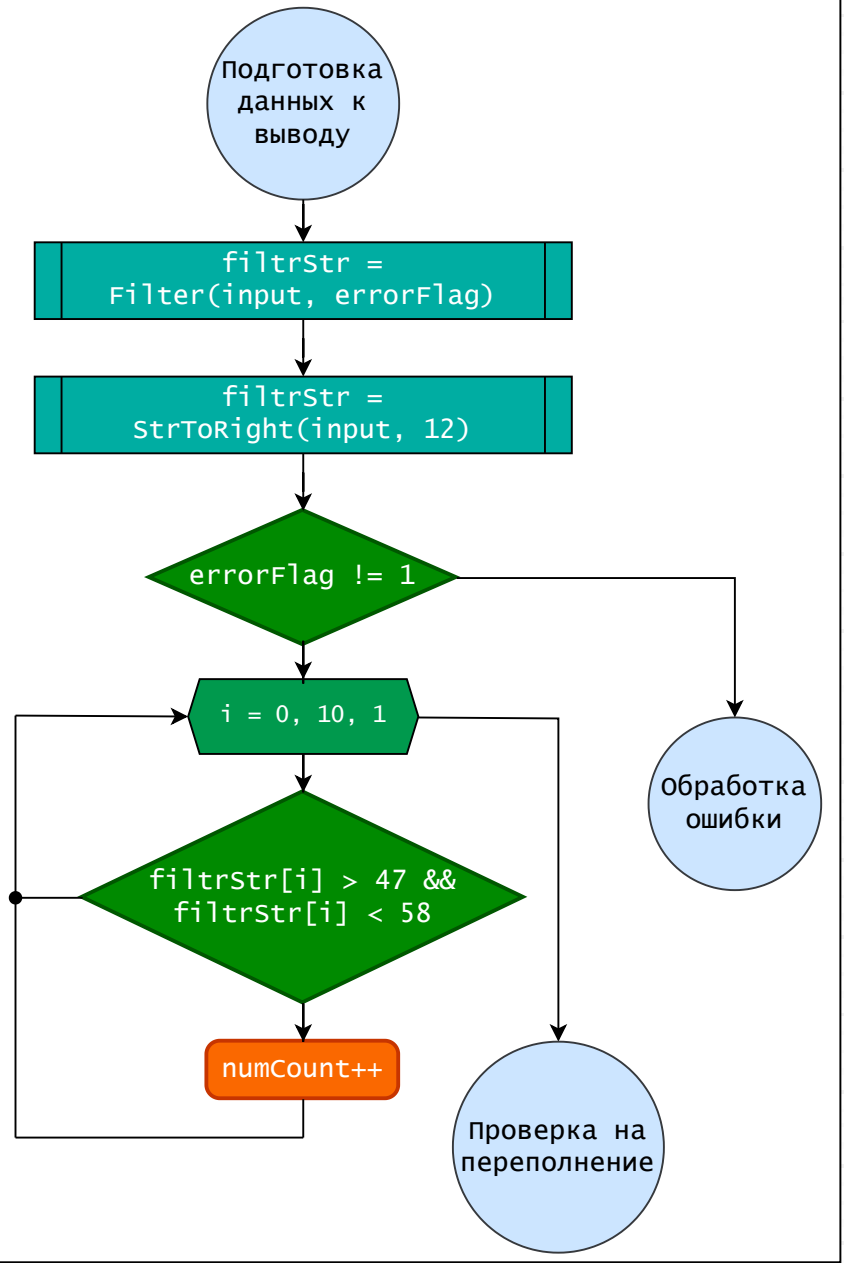 Подготовка
данных к
выводу
filtrStr =
Filter(input, errorFlag)
filtrStr =
StrToRight(input, 12)
errorFlag != 1
i = 0, 10, 1
Обработка
ошибки
filtrStr[i] > 47 &&
filtrStr[i] < 58
numCount++
Проверка на
переполнение